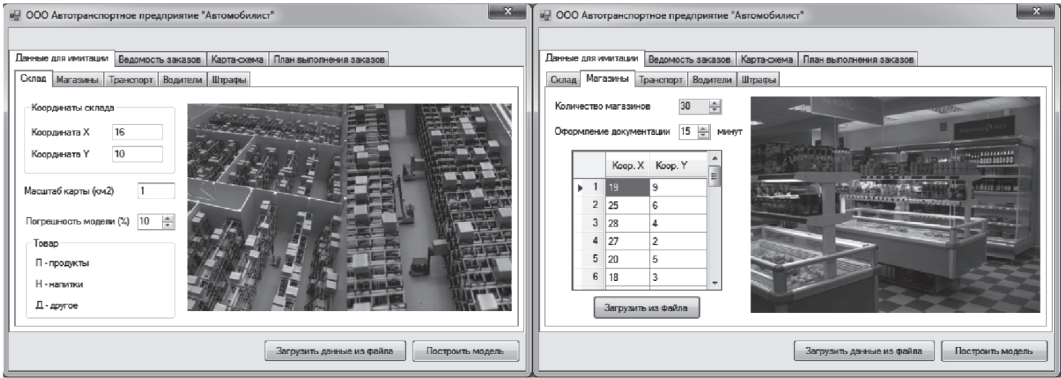 ООО Автотранспортное предприятие "Автомобилист"
Данные для имитации Ведомость заказов Карта-схема План выполнения заказов
Склад Магазины Транспорт Водители Штрафы
Координаты склада
Координата X 16
Координата Y 10
Масштаб карты (км2) 1
Погрешность модели (%) 10
Товар
П - продукты
Н - напитки
Д - другое
Загрузить данные из файла Построить модель
ООО Автотранспортное предприятие "Автомобилист"
Данные для имитации Ведомость заказов Карта-схема План выполнения заказов
Склад Магазины Транспорт Водители Штрафы
Количество магазинов 30
Оформление документации 15 минут
Коор. X Коор. Y
1 19 9
2 25 6
3 28 4
4 27 2
5 20 5
6 18 3
Загрузить из файла
Загрузить данные из файла Построить модель